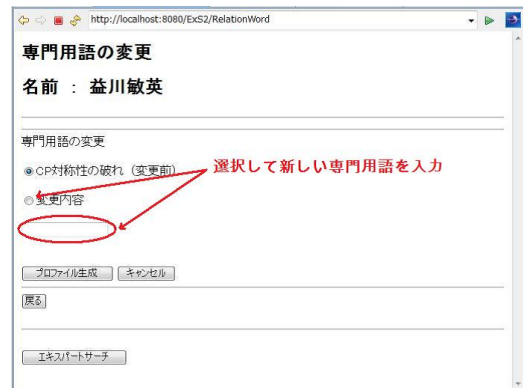 http://localhost:8080/ExS2/RelationWord
専門用語の変更
名前 : 益川敏英
専門用語の変更
CP対称性の破れ (変更前)
選択して新しい専門用語を入力
変更内容
プロファイル生成 キャンセル
戻る
エキスパートサーチ